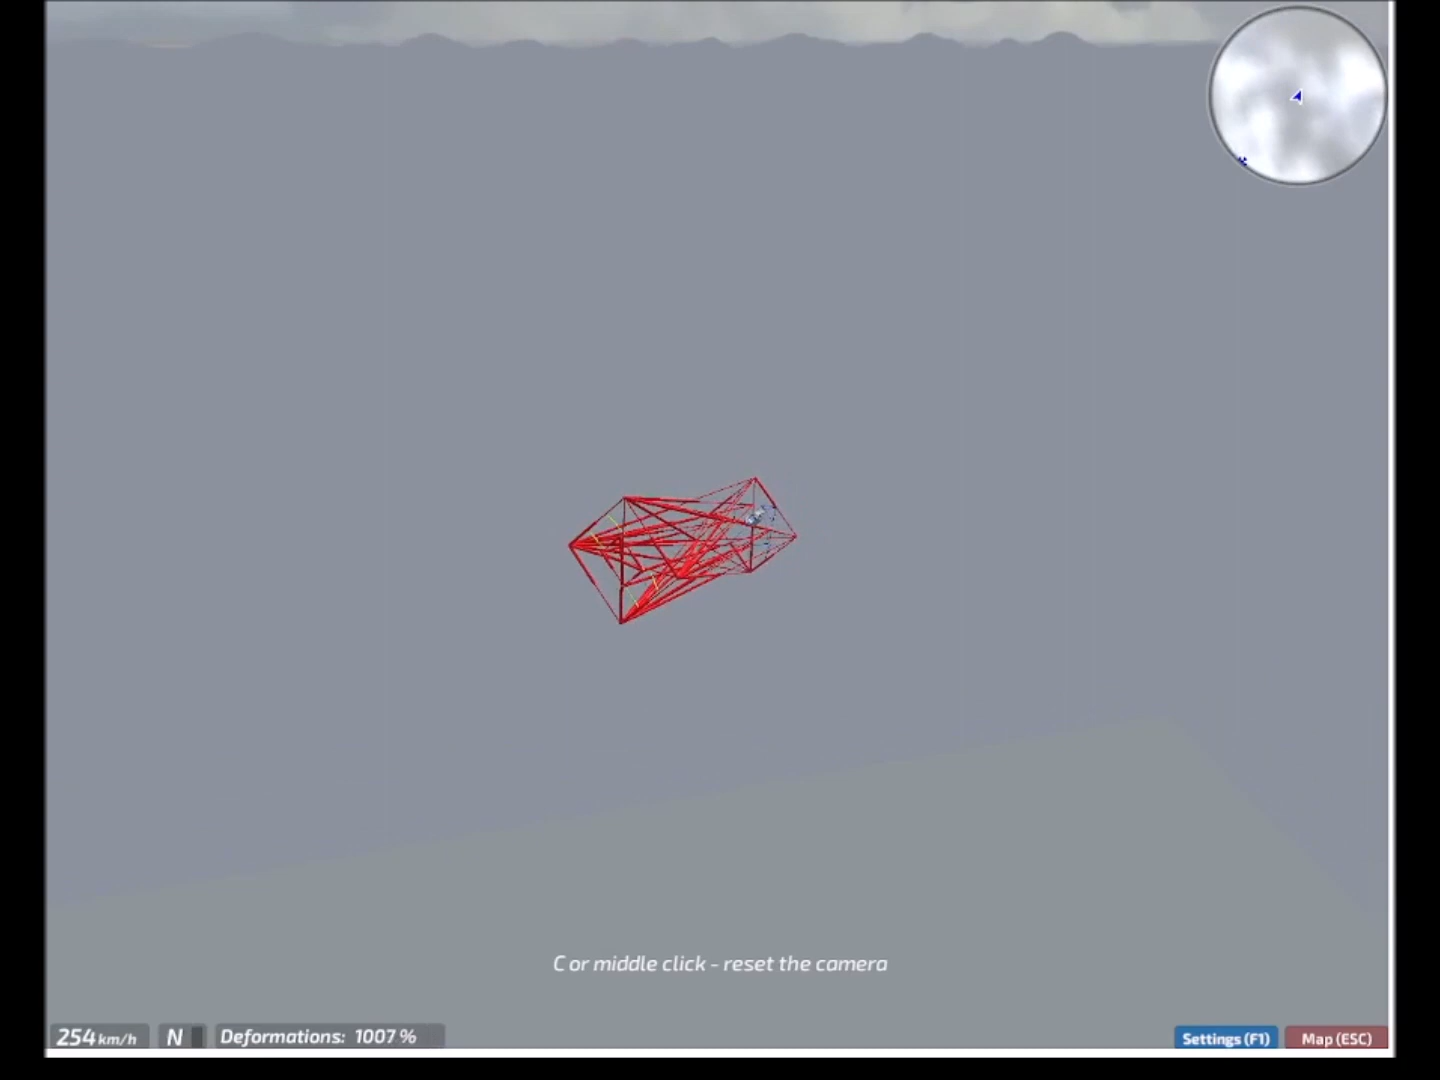 C or middle click - reset the camera
254 km/h N Deformations: 1007 % Settings (F1) Map (ESC)